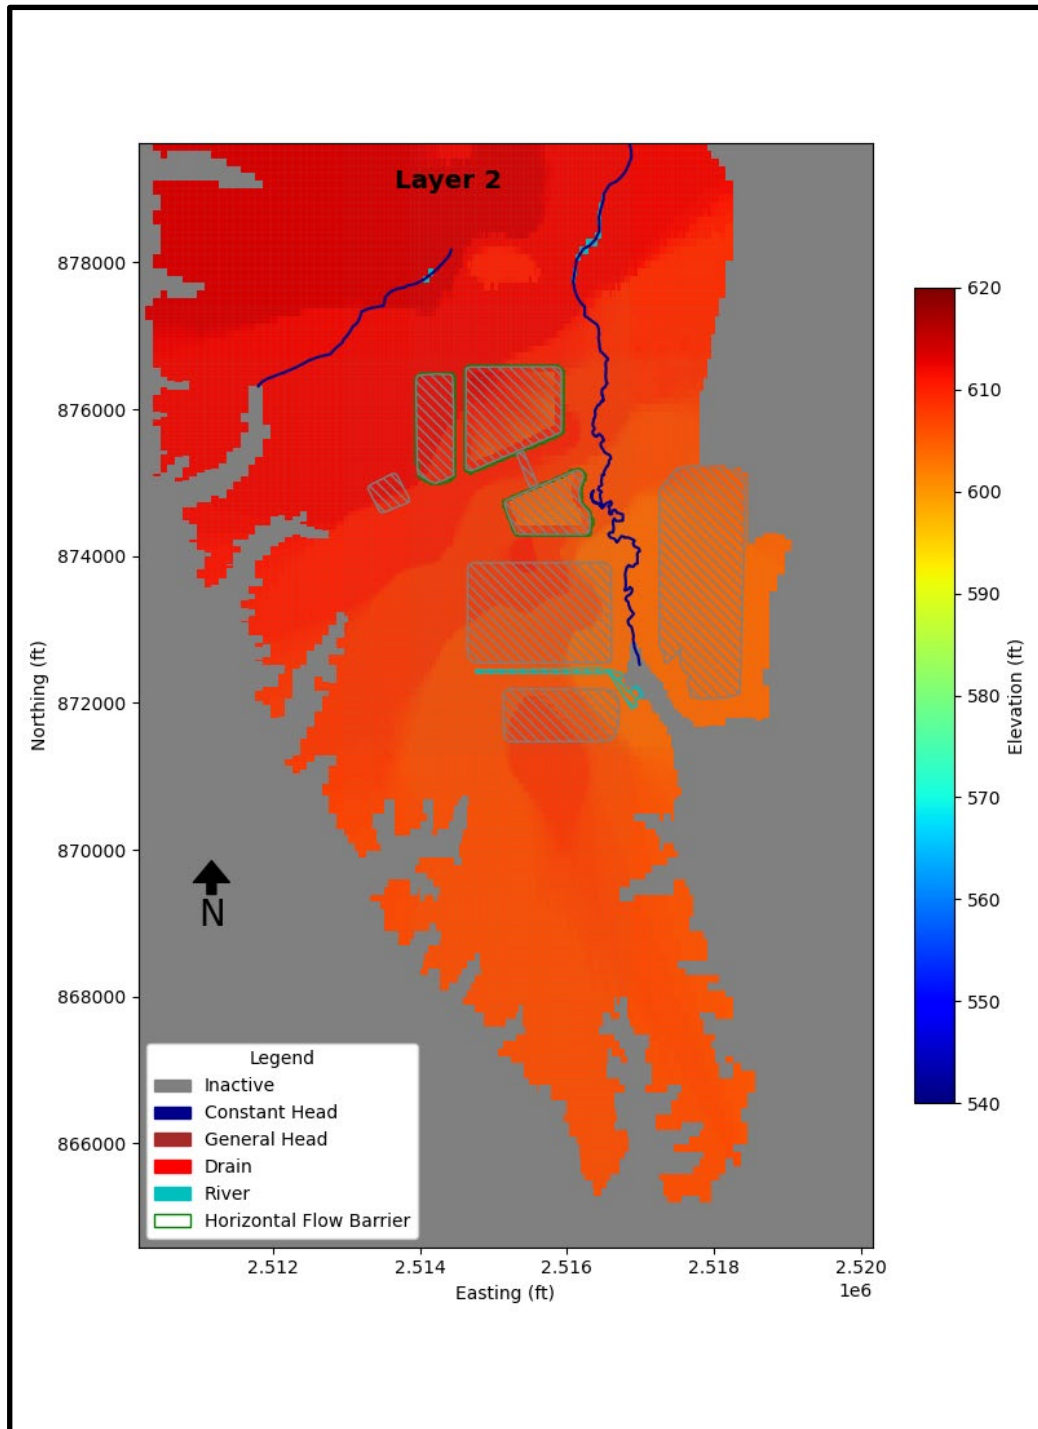 Layer 2
878000
876000
874000
872000
870000
868000
866000
Northing (ft)
N
Legend
Inactive
Constant Head
General Head
Drain
River
Horizontal Flow Barrier
2.512
2.514
2.516
2.518
2.520
1e6
Easting (ft)
620
610
600
590
580
570
560
550
540
Elevation (ft)